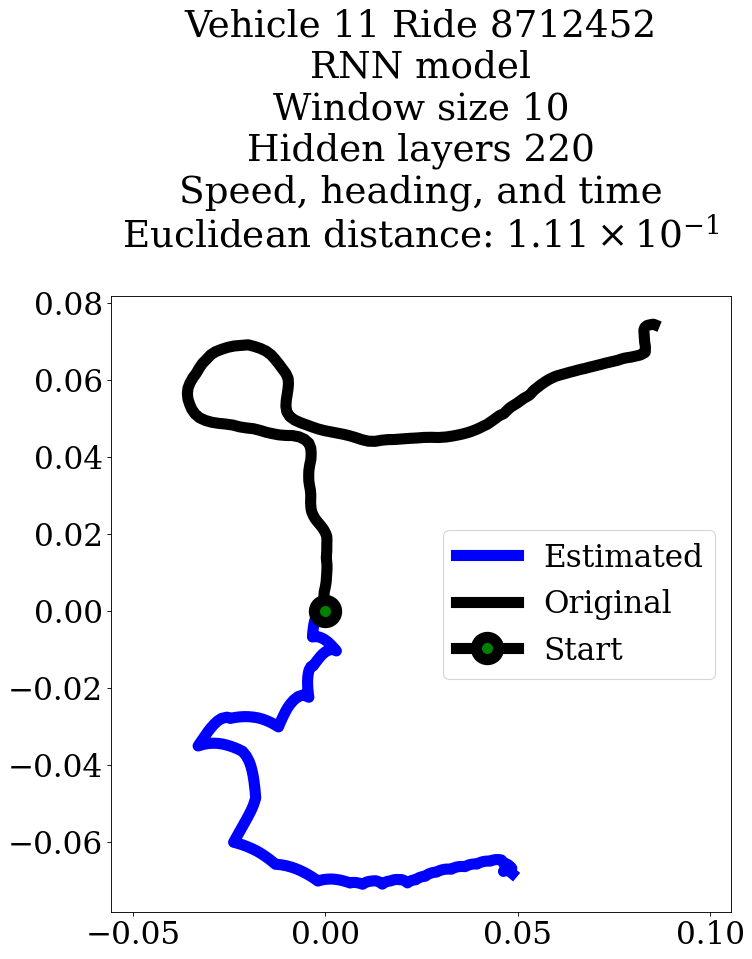 Vehicle 11 Ride 8712452
RNN model
Window size 10
Hidden layers 220
Speed, heading, and time
Euclidean distance: 1.11 × 10⁻¹
0.08
0.06
0.04
0.02
0.00
−0.02
−0.04
−0.06
Estimated
Original
Start
−0.05 0.00 0.05 0.10